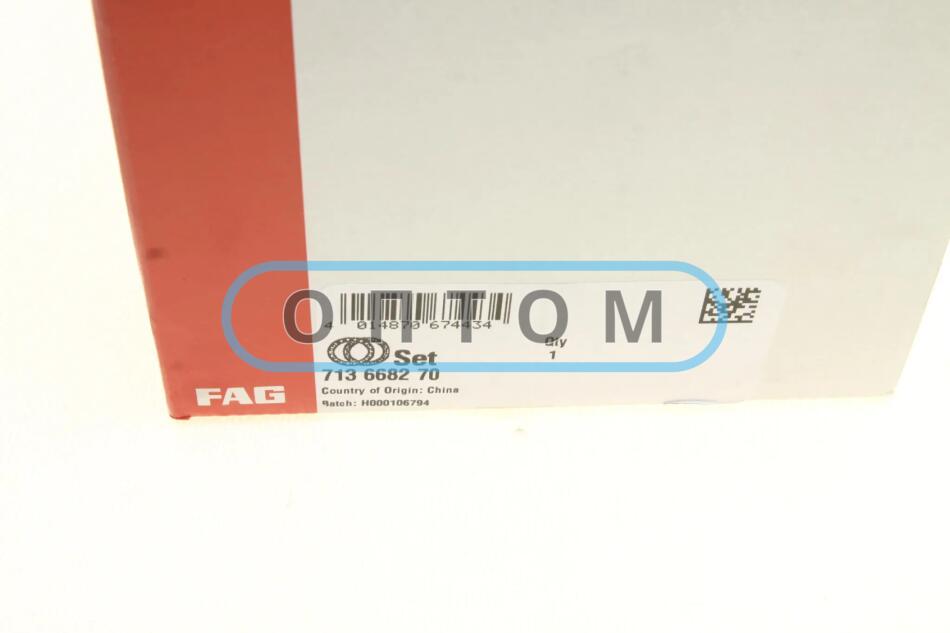 ОПТОМ
4 014870 674434
Set
Qty
1
713 6682 70
Country of Origin: China
Batch: H000106794
FAG